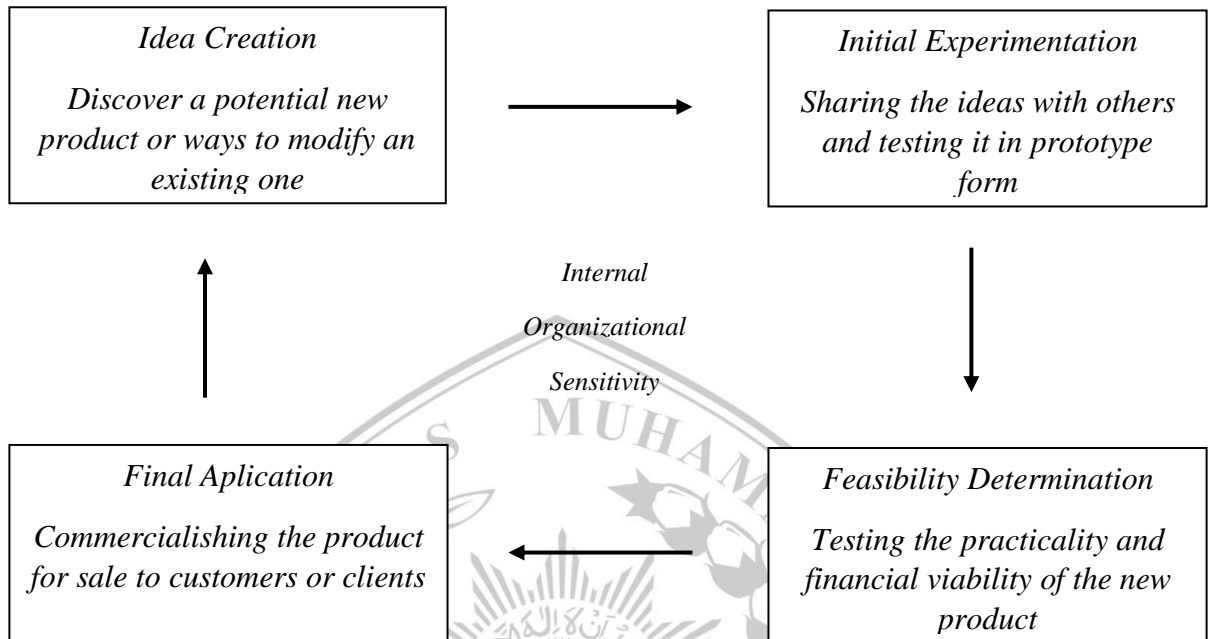 Idea Creation
Discover a potential new
product or ways to modify an
existing one
Initial Experimentation
Sharing the ideas with others
and testing it in prototype
form
Internal
Organizational
Sensitivity
S MUHAM
Final Aplication
Commercialishing the product
for sale to customers or clients
Feasibility Determination
Testing the practicality and
financial viability of the new
product